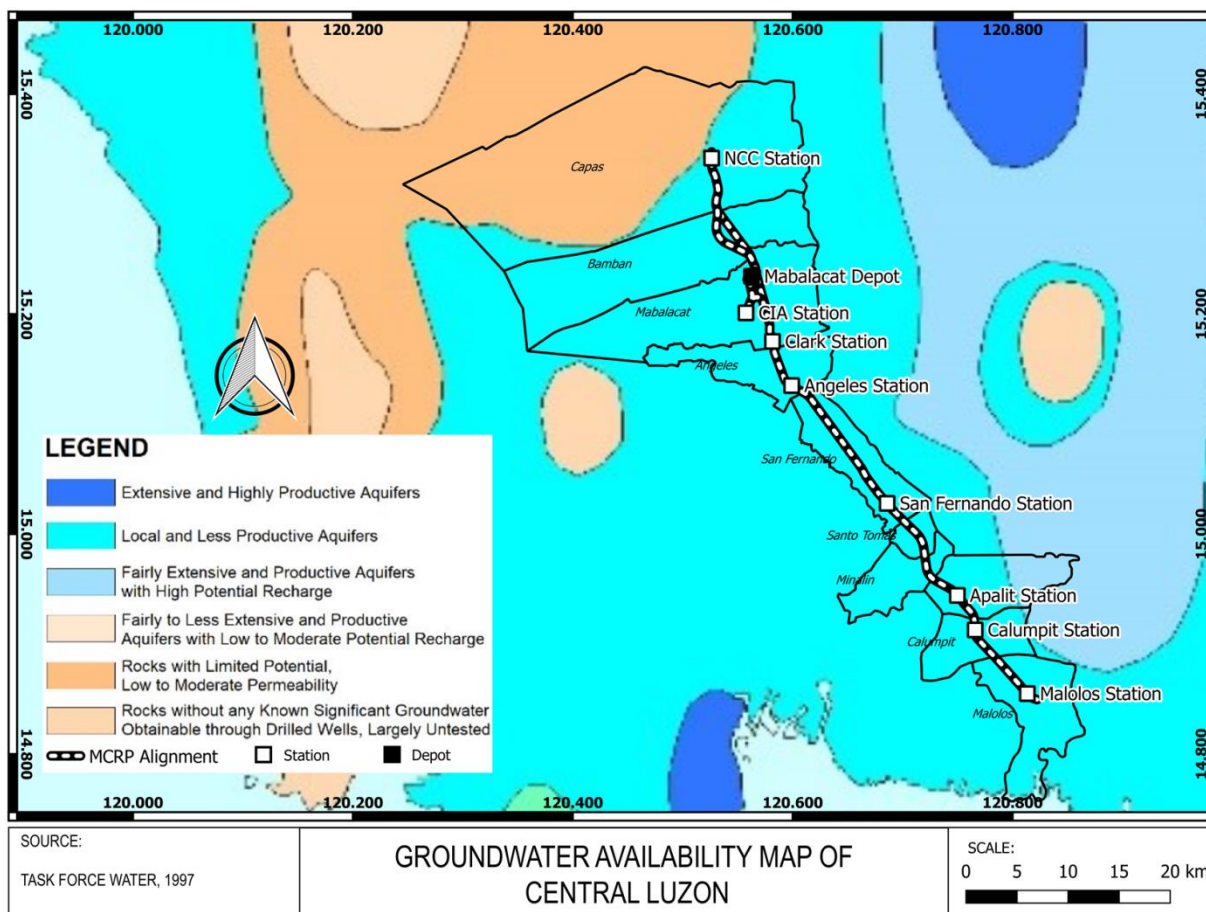 120.000
120.200
120.400
120.600
120.800
15.400
15.400
Capas
NCC Station
Bamban
Mabalacat Depot
Mabalacat
CIA Station
15.200
15.200
Clark Station
Angeles
Angeles Station
LEGEND
San Fernando
Extensive and Highly Productive Aquifers
San Fernando Station
Local and Less Productive Aquifers
Santo Tomas
15.000
15.000
Fairly Extensive and Productive Aquifers
with High Potential Recharge
Minalin
Apalit Station
Fairly to Less Extensive and Productive
Aquifers with Low to Moderate Potential Recharge
Calumpit
Calumpit Station
Rocks with Limited Potential,
Low to Moderate Permeability
Malolos Station
Malolos
Rocks without any Known Significant Groundwater
Obtainable through Drilled Wells, Largely Untested
MCRP Alignment
Station
Depot
14.800
14.800
120.000
120.200
120.400
120.600
120.800
SOURCE:
TASK FORCE WATER, 1997
GROUNDWATER AVAILABILITY MAP OF
CENTRAL LUZON
SCALE:
0 5 10 15 20 km